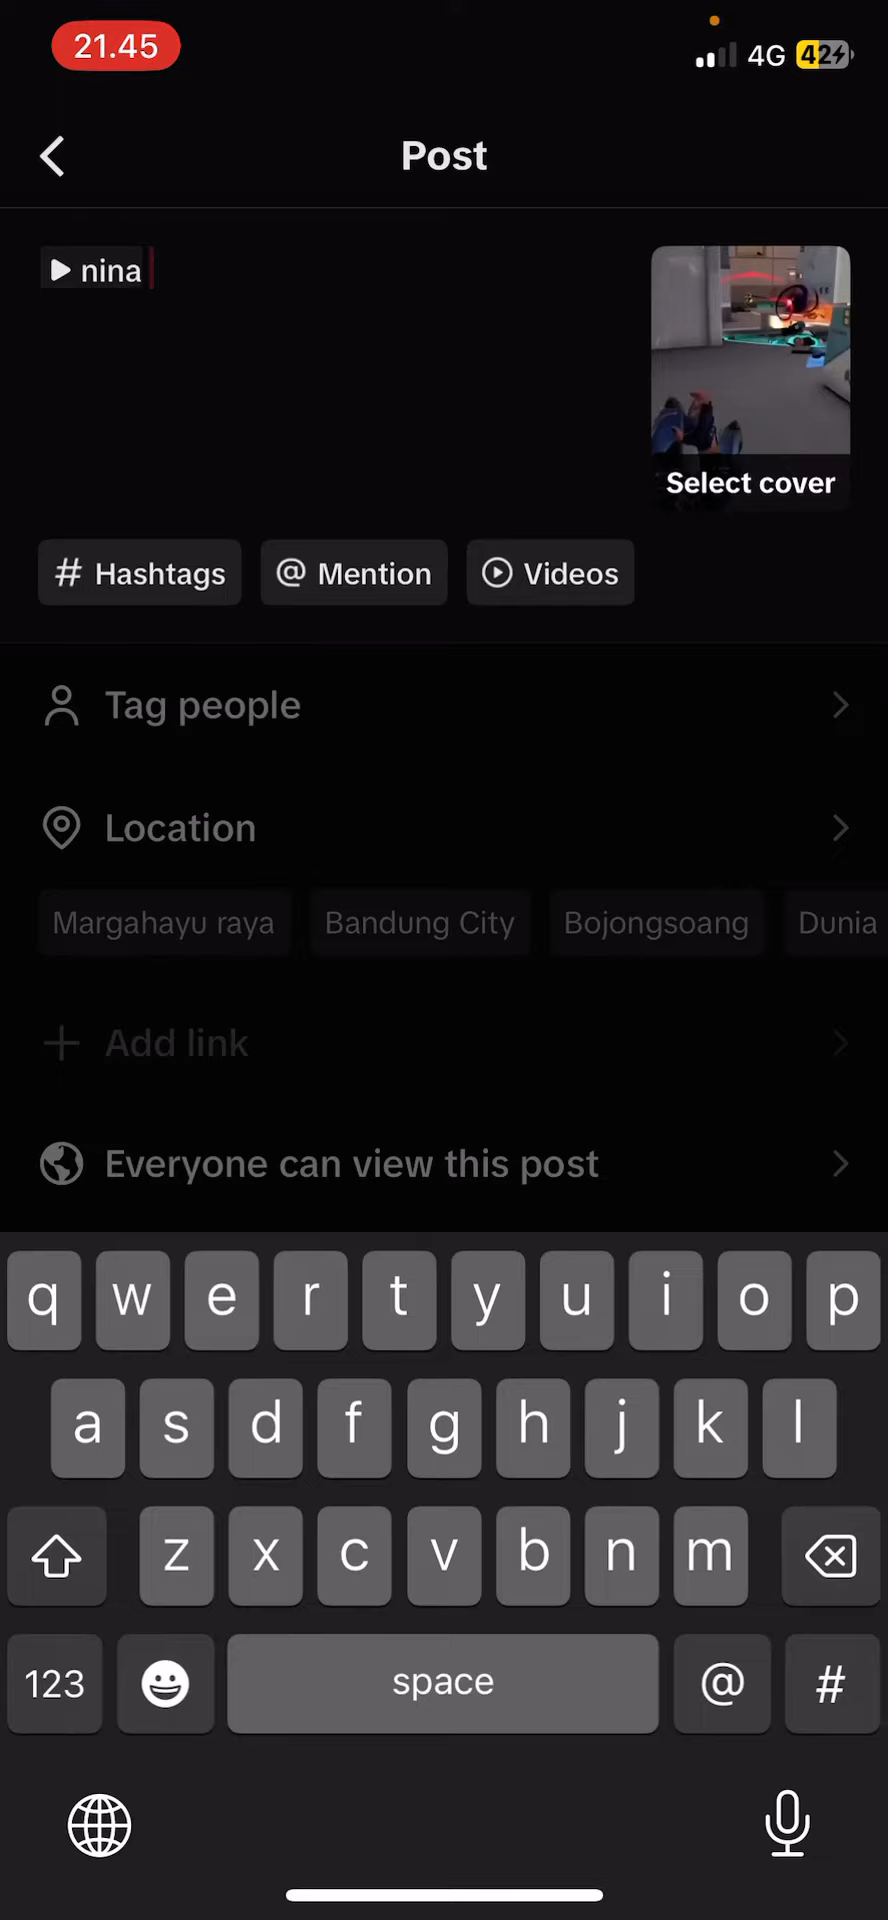 21.45
4G 42
Post
nina
Select cover
# Hashtags @ Mention Videos
Tag people
Location
Margahayu raya Bandung City Bojongsoang Dunia
Add link
Everyone can view this post
q w e r t y u i o p
a s d f g h j k l
z x c v b n m
123 space @ #